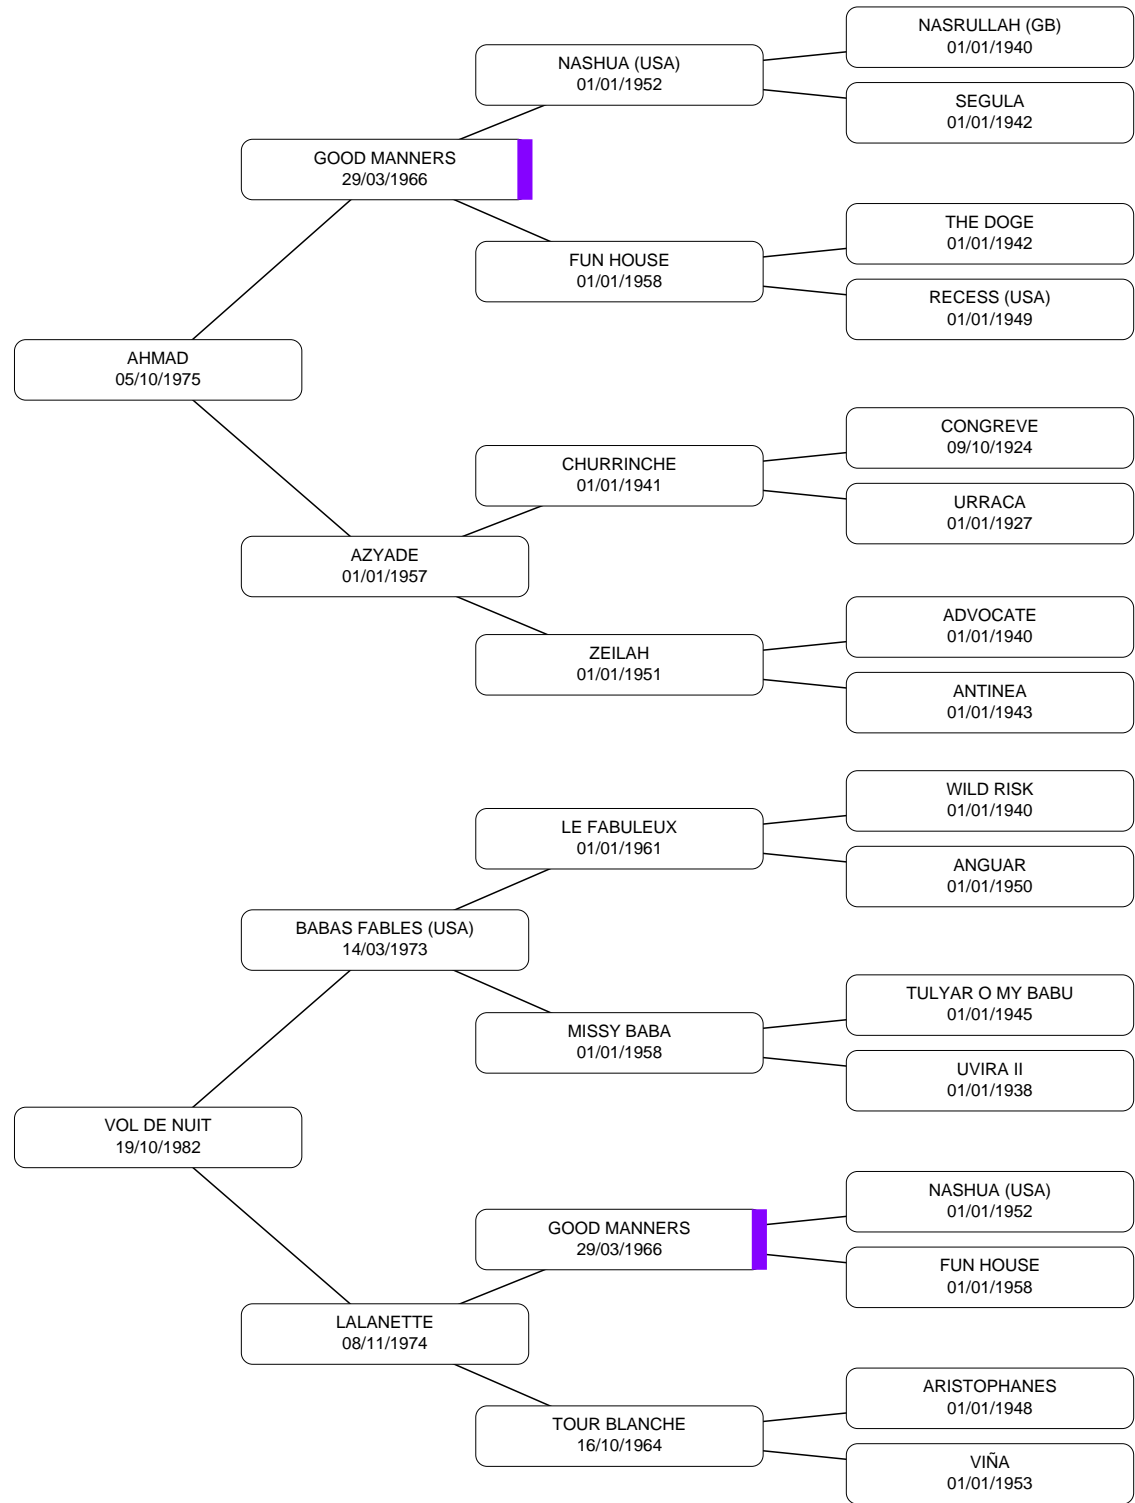 NASRULLAH (GB)
01/01/1940
NASHUA (USA)
01/01/1952
SEGULA
01/01/1942
GOOD MANNERS
29/03/1966
THE DOGE
01/01/1942
FUN HOUSE
01/01/1958
RECESS (USA)
01/01/1949
AHMAD
05/10/1975
CONGREVE
09/10/1924
CHURRINCHE
01/01/1941
URRACA
01/01/1927
AZYADE
01/01/1957
ADVOCATE
01/01/1940
ZEILAH
01/01/1951
ANTINEA
01/01/1943
WILD RISK
01/01/1940
LE FABULEUX
01/01/1961
ANGUAR
01/01/1950
BABAS FABLES (USA)
14/03/1973
TULYAR O MY BABU
01/01/1945
MISSY BABA
01/01/1958
UVIRA II
01/01/1938
VOL DE NUIT
19/10/1982
NASHUA (USA)
01/01/1952
GOOD MANNERS
29/03/1966
FUN HOUSE
01/01/1958
LALANETTE
08/11/1974
ARISTOPHANES
01/01/1948
TOUR BLANCHE
16/10/1964
VIÑA
01/01/1953